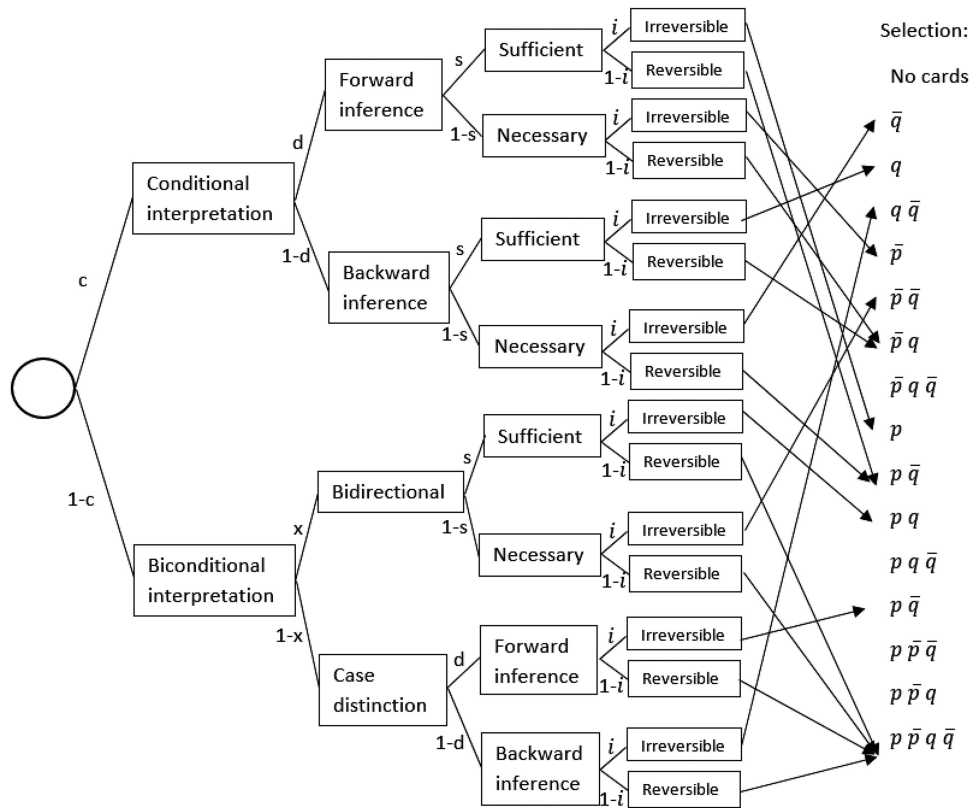 c
1-c
Conditional
interpretation
Biconditional
interpretation
d
1-d
x
1-x
Forward
inference
Backward
inference
Bidirectional
Case
distinction
s
1-s
s
1-s
s
1-s
d
1-d
Sufficient
Necessary
Sufficient
Necessary
Sufficient
Necessary
Forward
inference
Backward
inference
i
1-i
i
1-i
i
1-i
i
1-i
i
1-i
i
1-i
i
1-i
i
1-i
Irreversible
Reversible
Irreversible
Reversible
Irreversible
Reversible
Irreversible
Reversible
Irreversible
Reversible
Irreversible
Reversible
Irreversible
Reversible
Irreversible
Reversible
Selection:
No cards
q̄
q
q q̄
p̄
p̄ q̄
p̄ q
p̄ q q̄
p
p q̄
p q
p q q̄
p q̄
p p̄ q̄
p p̄ q
p p̄ q q̄